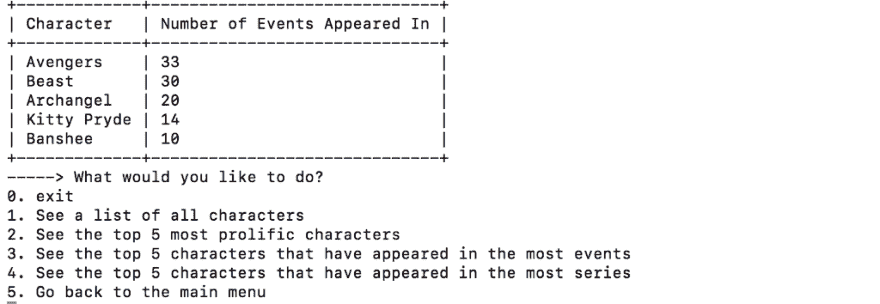 +-------------+------------------------------+
| Character   | Number of Events Appeared In |
+-------------+------------------------------+
| Avengers    | 33                           |
| Beast       | 30                           |
| Archangel   | 20                           |
| Kitty Pryde | 14                           |
| Banshee     | 10                           |
+-------------+------------------------------+
-----> What would you like to do?
0. exit
1. See a list of all characters
2. See the top 5 most prolific characters
3. See the top 5 characters that have appeared in the most events
4. See the top 5 characters that have appeared in the most series
5. Go back to the main menu